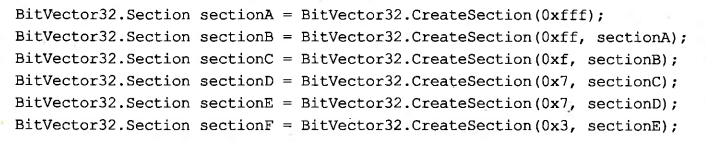 BitVector32.Section sectionA = BitVector32.CreateSection(0xfff);
BitVector32.Section sectionB = BitVector32.CreateSection(0xff, sectionA);
BitVector32.Section sectionC = BitVector32.CreateSection(0xf, sectionB);
BitVector32.Section sectionD = BitVector32.CreateSection(0x7, sectionC);
BitVector32.Section sectionE = BitVector32.CreateSection(0x7, sectionD);
BitVector32.Section sectionF = BitVector32.CreateSection(0x3, sectionE);